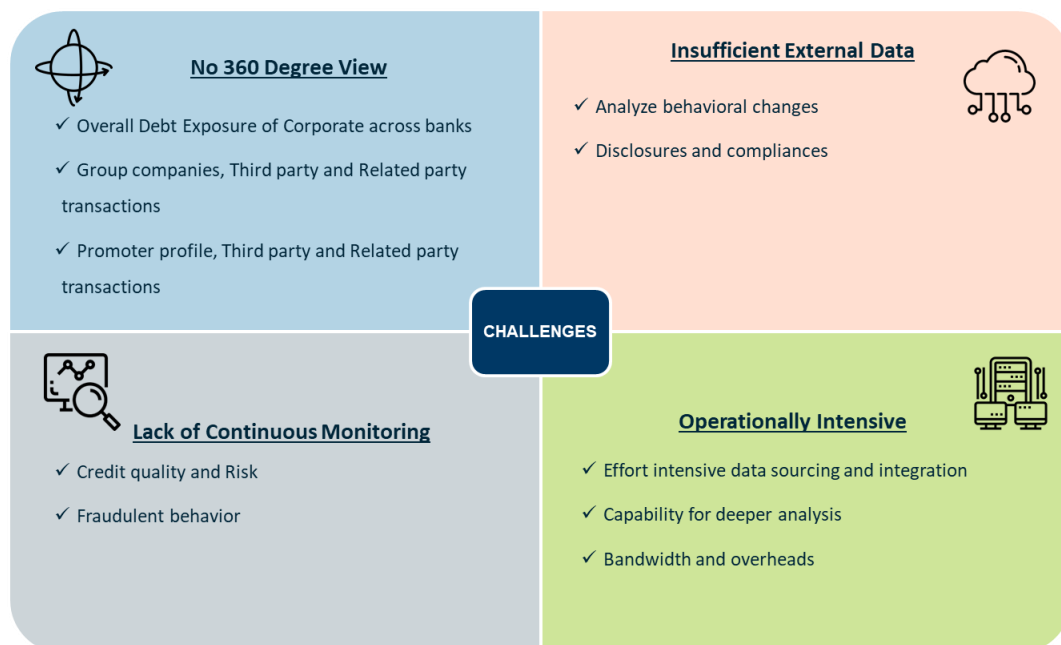 No 360 Degree View
✓ Overall Debt Exposure of Corporate across banks
✓ Group companies, Third party and Related party
transactions
✓ Promoter profile, Third party and Related party
transactions
Insufficient External Data
✓ Analyze behavioral changes
✓ Disclosures and compliances
CHALLENGES
Lack of Continuous Monitoring
✓ Credit quality and Risk
✓ Fraudulent behavior
Operationally Intensive
✓ Effort intensive data sourcing and integration
✓ Capability for deeper analysis
✓ Bandwidth and overheads